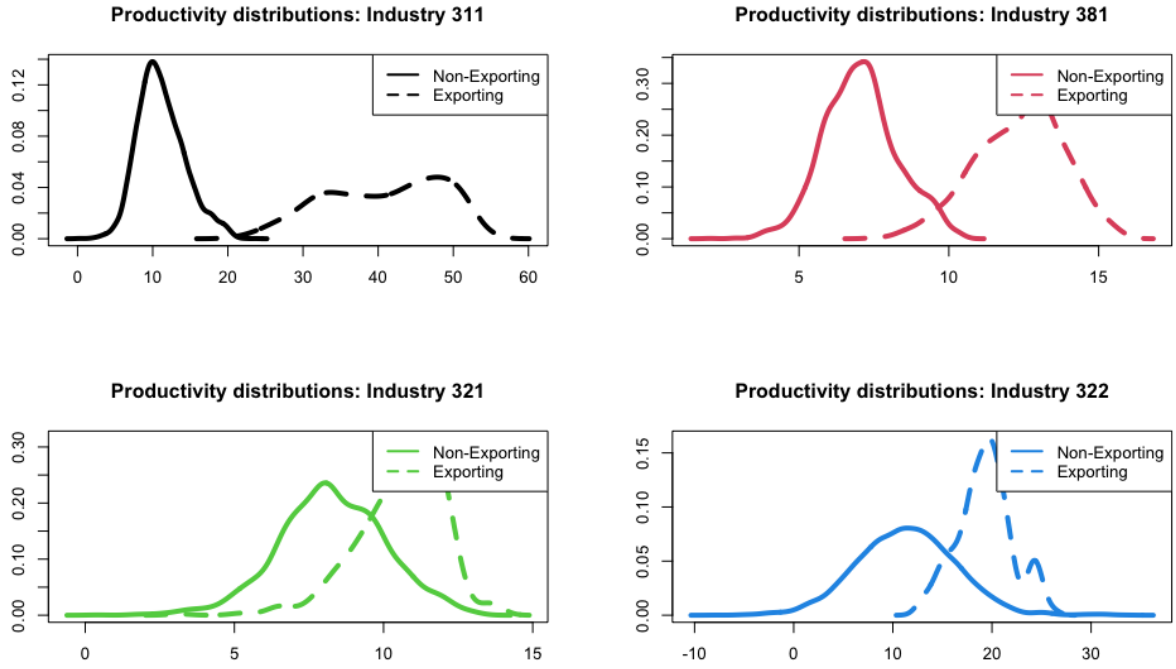 Productivity distributions: Industry 311
Non-Exporting
Exporting
0.00 0.04 0.08 0.12
0 10 20 30 40 50 60
Productivity distributions: Industry 381
Non-Exporting
Exporting
0.00 0.10 0.20 0.30
5 10 15
Productivity distributions: Industry 321
Non-Exporting
Exporting
0.00 0.10 0.20 0.30
0 5 10 15
Productivity distributions: Industry 322
Non-Exporting
Exporting
0.00 0.05 0.10 0.15
-10 0 10 20 30